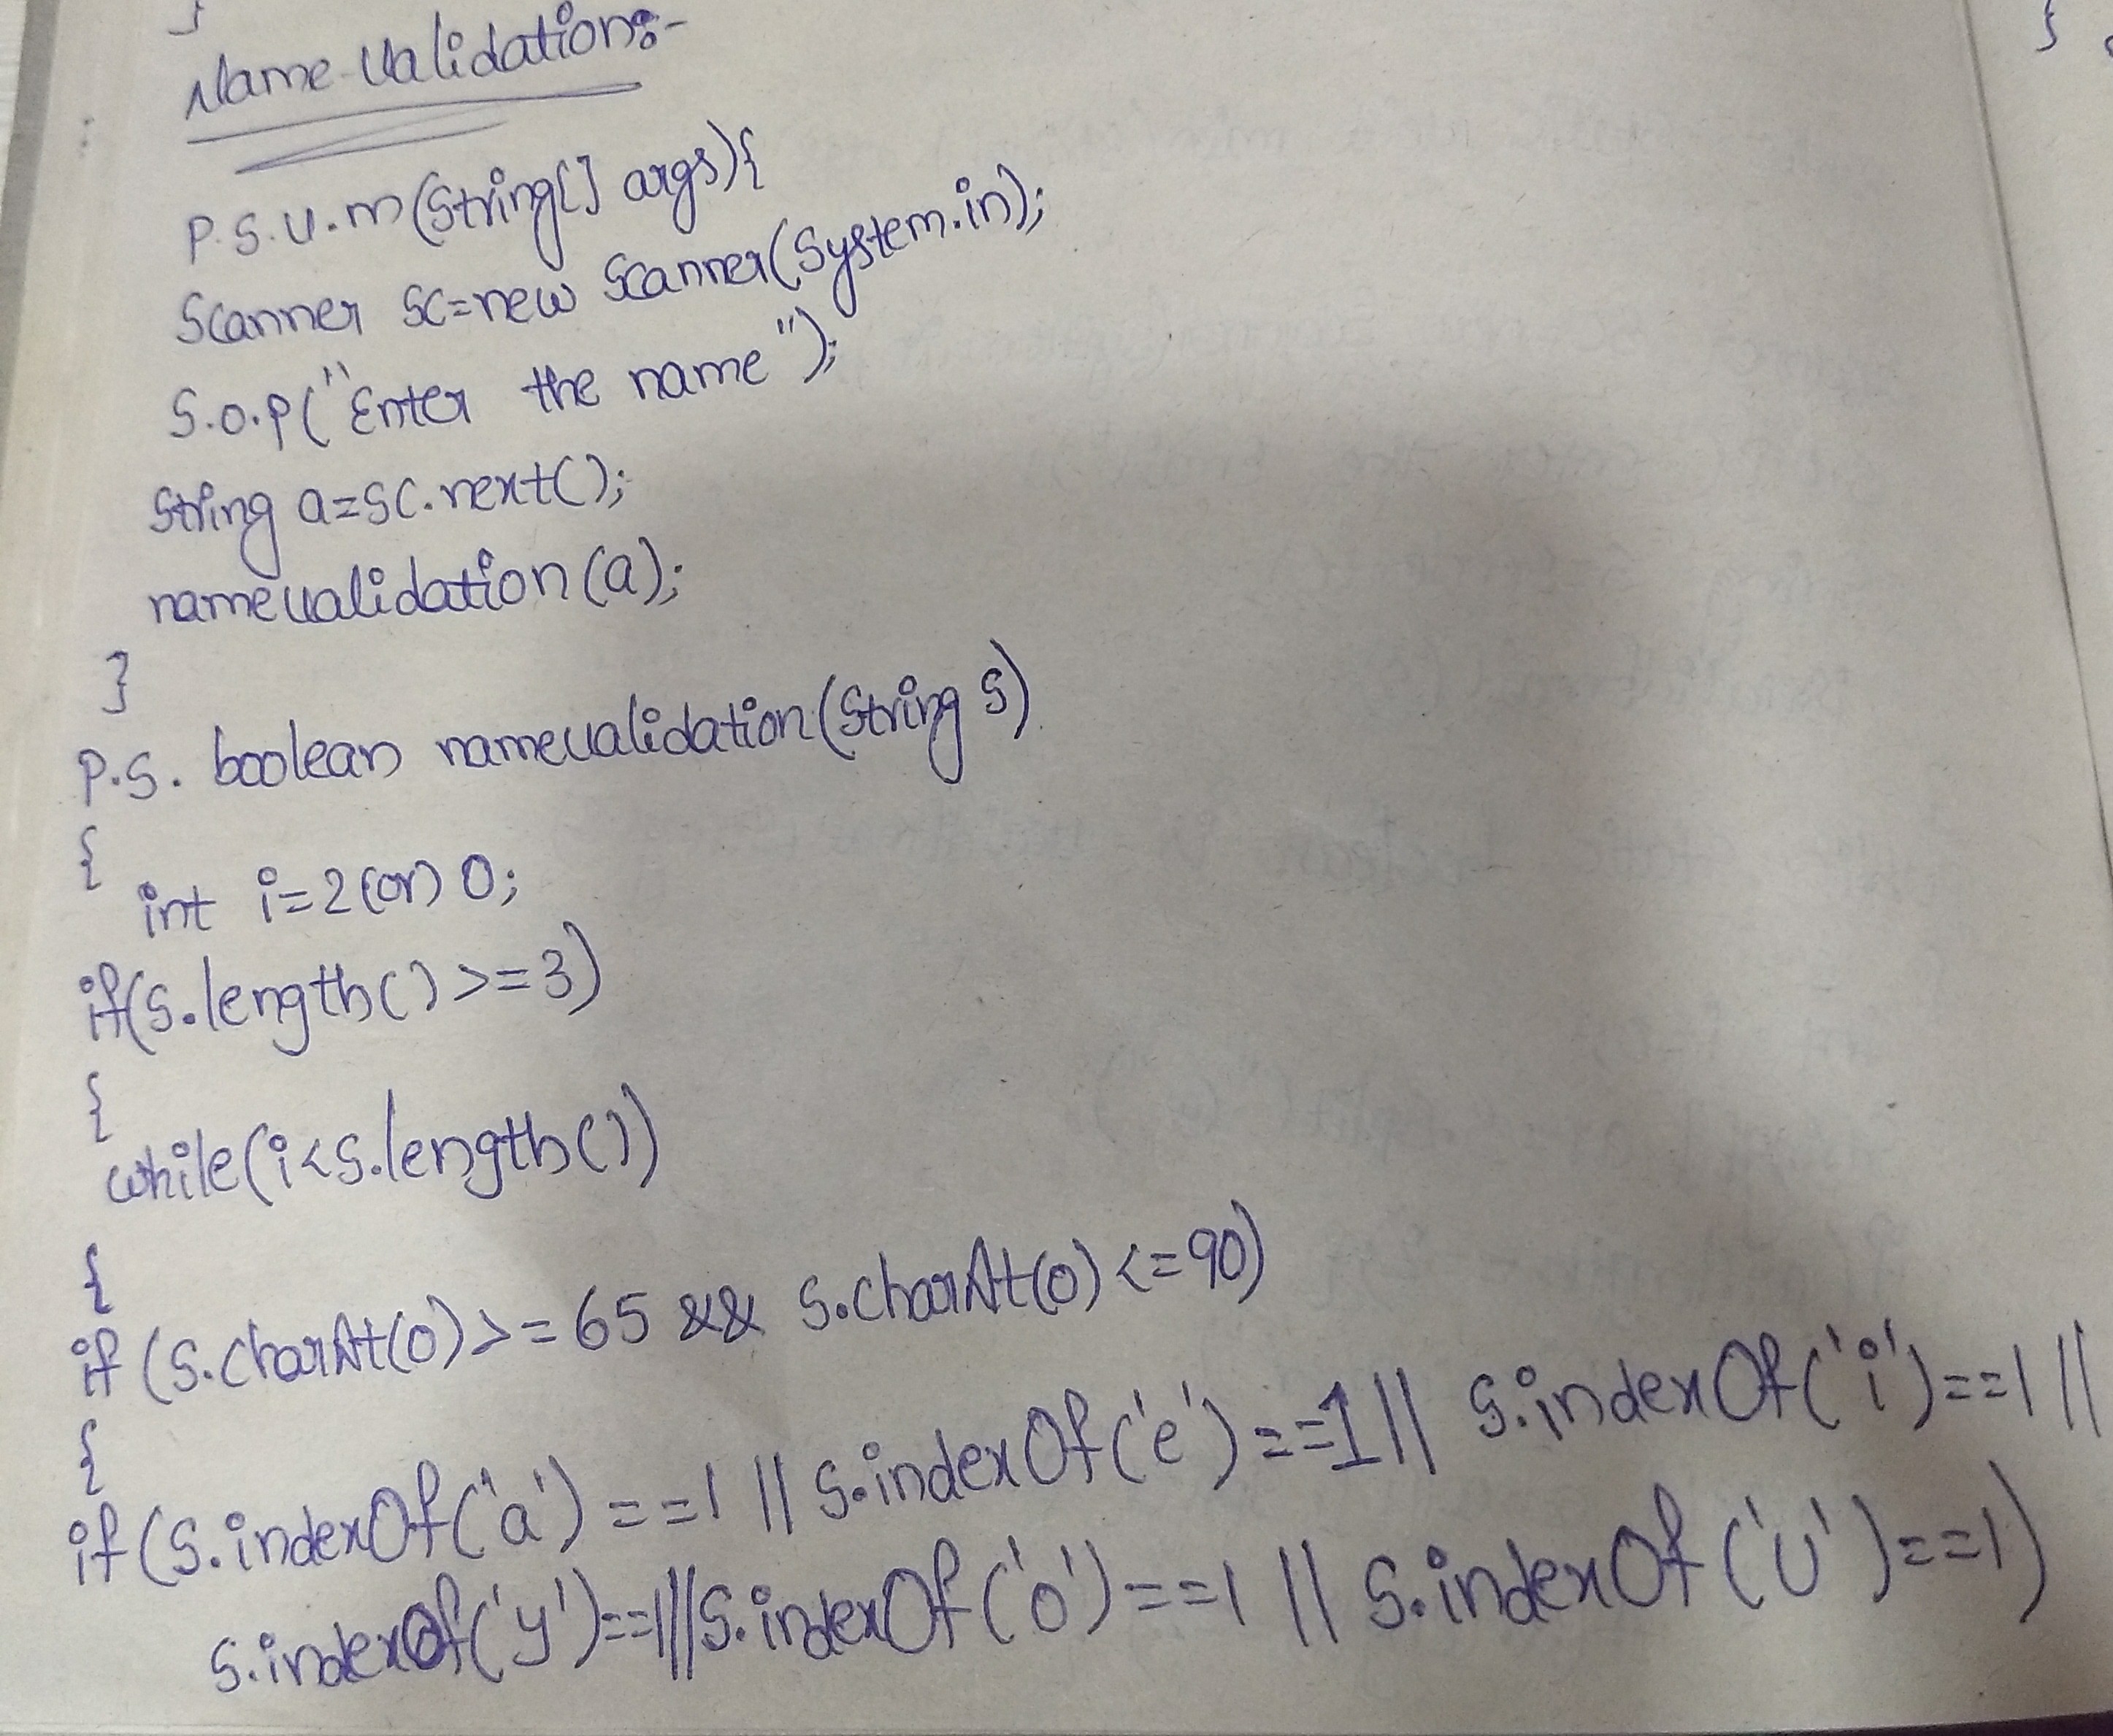 }
Name Validation:-
P.S.V.m(String[] args){
Scanner sc=new Scanner(System.in);
S.o.p("Enter the name");
String a=sc.next();
namevalidation(a);
}
P.S. boolean namevalidation(String s)
{
int i=2(or) 0;
if(s.length()>=3)
{
while(i<s.length())
{
if(s.charAt(0)>=65 && s.charAt(0)<=90)
{
if(s.indexOf('a')==1 || s.indexOf('e')==1 || s.indexOf('i')==1 ||
s.indexOf('y')==1||s.indexOf('o')==1 || s.indexOf('u')==1)
}